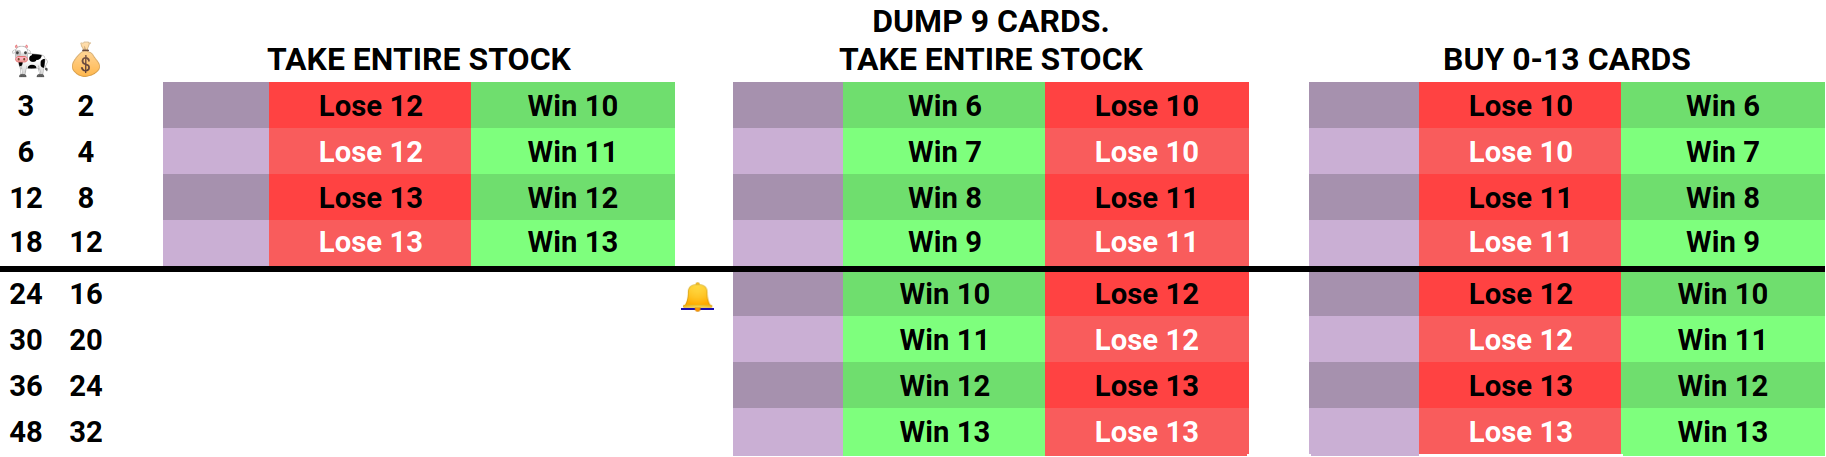 DUMP 9 CARDS.
TAKE ENTIRE STOCK TAKE ENTIRE STOCK BUY 0-13 CARDS
3 2 Lose 12 Win 10 Win 6 Lose 10 Lose 10 Win 6
6 4 Lose 12 Win 11 Win 7 Lose 10 Lose 10 Win 7
12 8 Lose 13 Win 12 Win 8 Lose 11 Lose 11 Win 8
18 12 Lose 13 Win 13 Win 9 Lose 11 Lose 11 Win 9
24 16 Win 10 Lose 12 Lose 12 Win 10
30 20 Win 11 Lose 12 Lose 12 Win 11
36 24 Win 12 Lose 13 Lose 13 Win 12
48 32 Win 13 Lose 13 Lose 13 Win 13